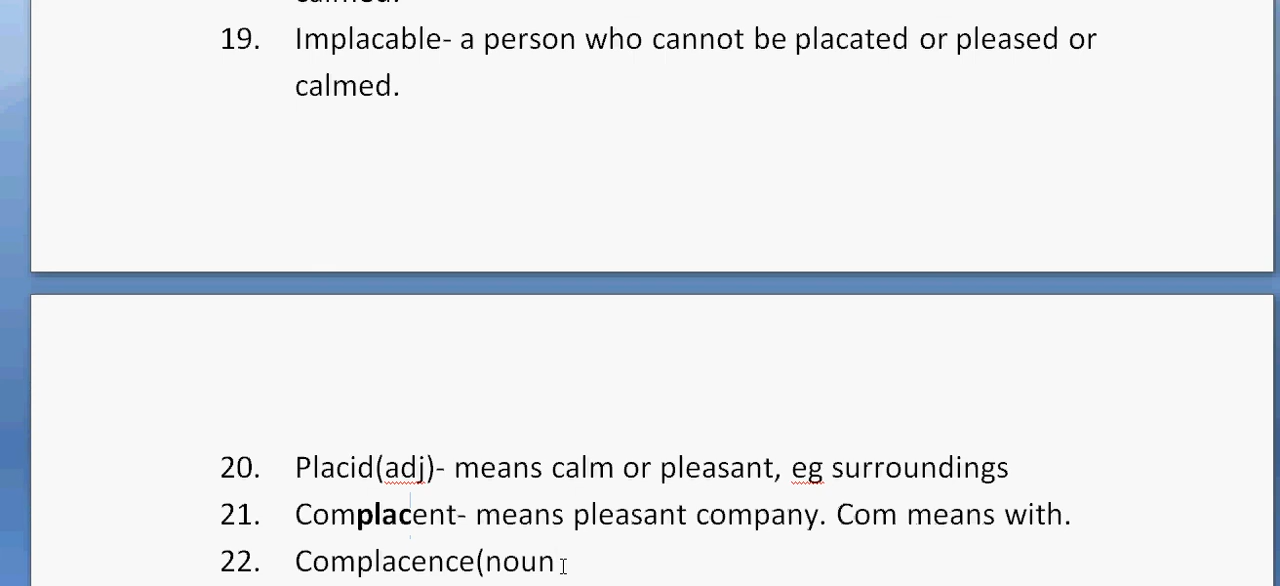 calmed.
19. Implacable- a person who cannot be placated or pleased or
calmed.
20. Placid(adj)- means calm or pleasant, eg surroundings
21. Complacent- means pleasant company. Com means with.
22. Complacence(noun